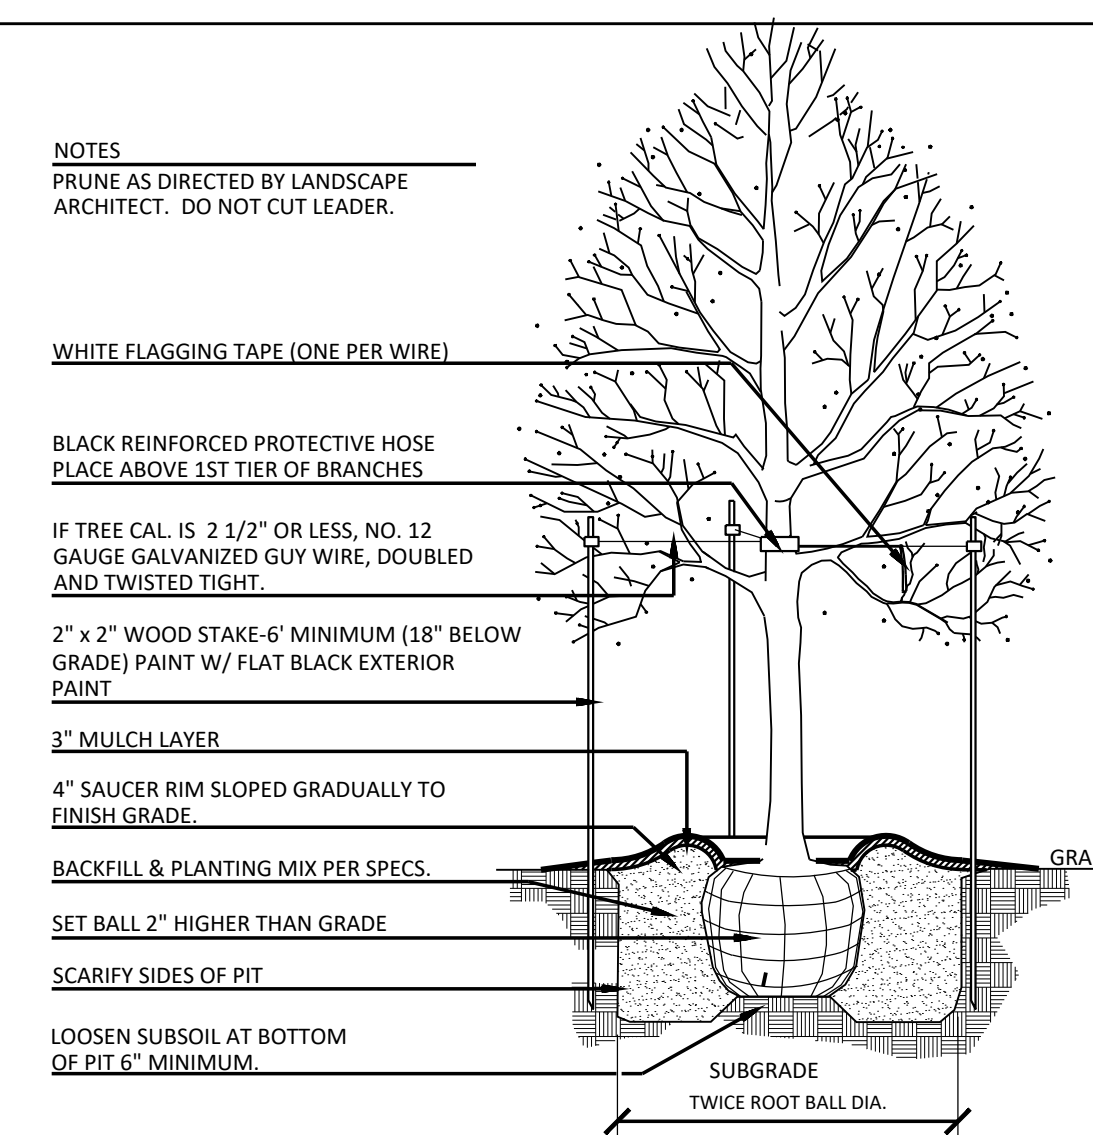 NOTES
PRUNE AS DIRECTED BY LANDSCAPE
ARCHITECT. DO NOT CUT LEADER.
WHITE FLAGGING TAPE (ONE PER WIRE)
BLACK REINFORCED PROTECTIVE HOSE
PLACE ABOVE 1ST TIER OF BRANCHES
IF TREE CAL. IS 2 1/2" OR LESS, NO. 12
GAUGE GALVANIZED GUY WIRE, DOUBLED
AND TWISTED TIGHT.
2" x 2" WOOD STAKE-6' MINIMUM (18" BELOW
GRADE) PAINT W/ FLAT BLACK EXTERIOR
PAINT
3" MULCH LAYER
4" SAUCER RIM SLOPED GRADUALLY TO
FINISH GRADE.
BACKFILL & PLANTING MIX PER SPECS.
GRA
SET BALL 2" HIGHER THAN GRADE
SCARIFY SIDES OF PIT
LOOSEN SUBSOIL AT BOTTOM
OF PIT 6" MINIMUM.
SUBGRADE
TWICE ROOT BALL DIA.